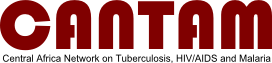 CANTAM
Central Africa Network on Tuberculosis, HIV/AIDS and Malaria